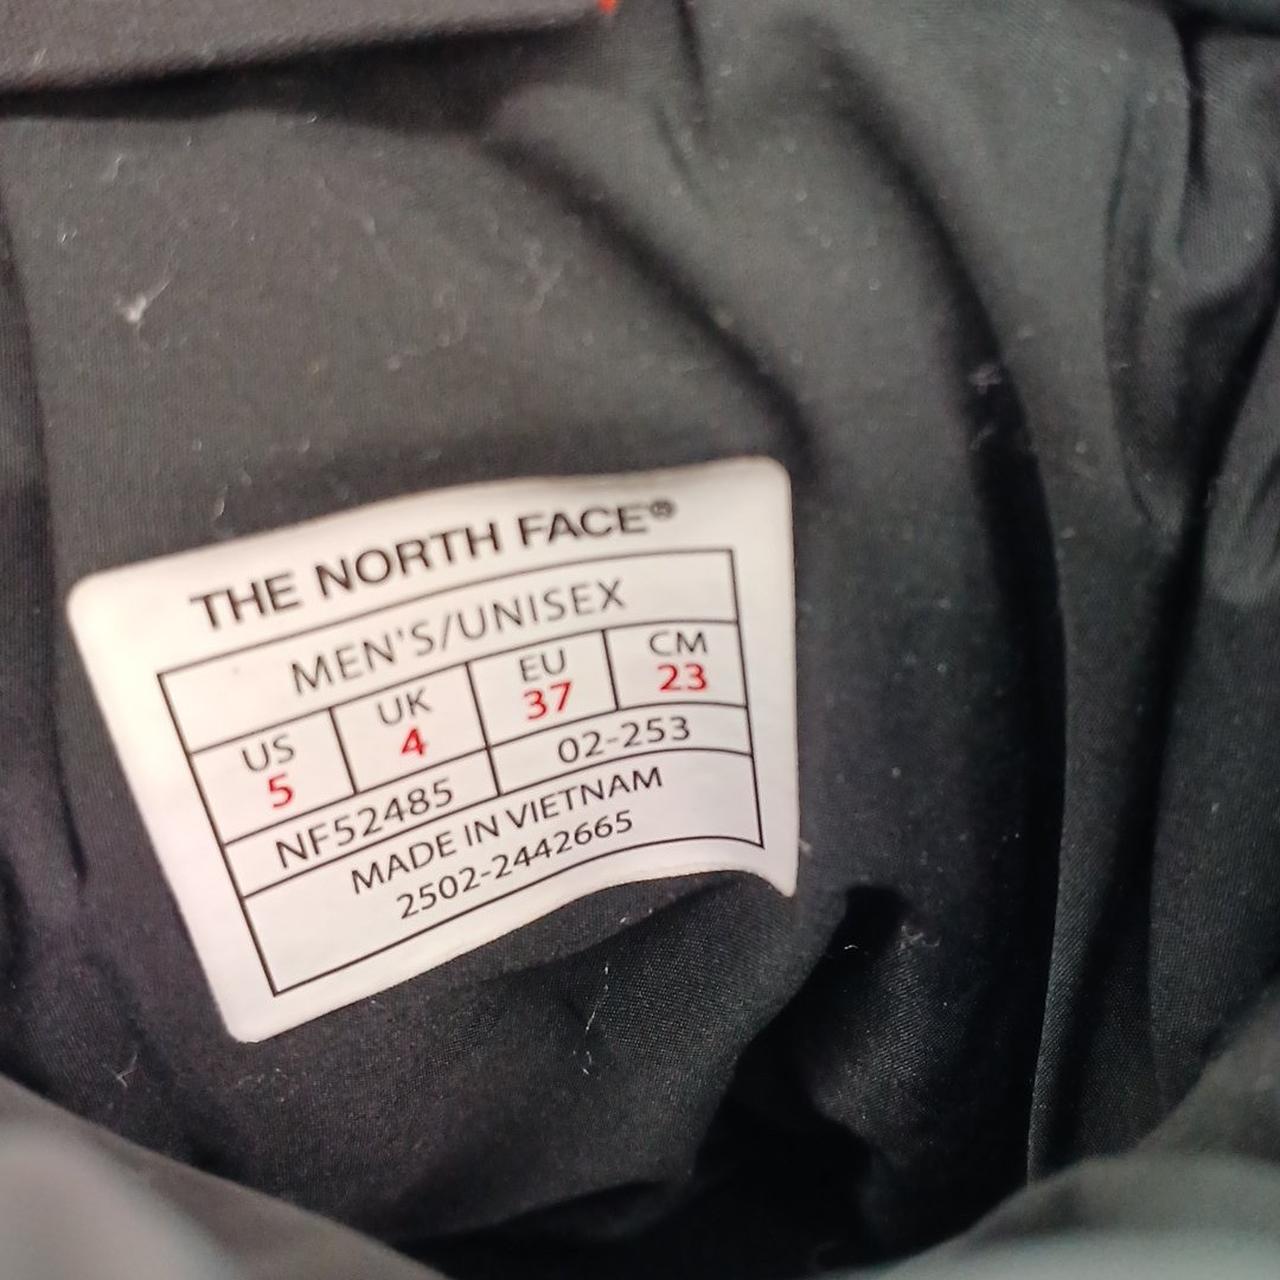 THE NORTH FACE®
MEN'S/UNISEX
US UK EU CM
5 4 37 23
NF52485 02-253
MADE IN VIETNAM
2502-2442665